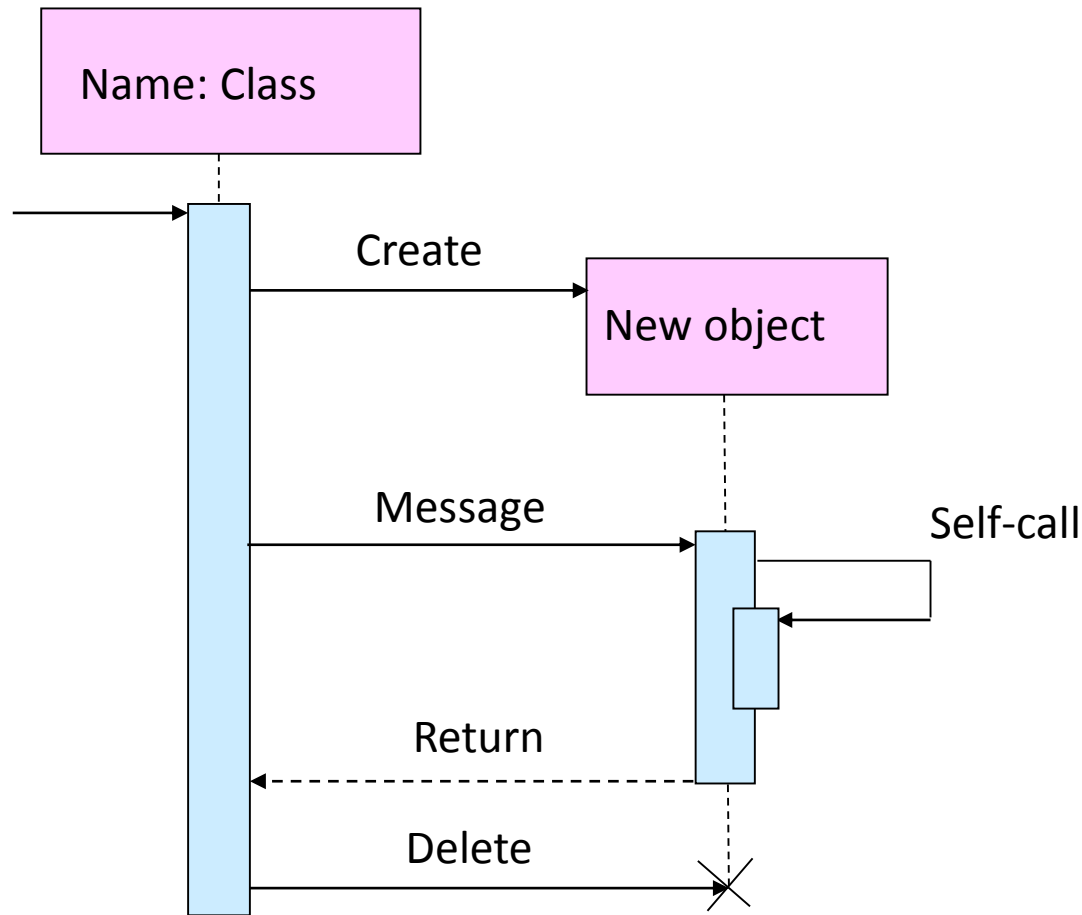 Name: Class
Create
New object
Message
Self-call
Return
Delete